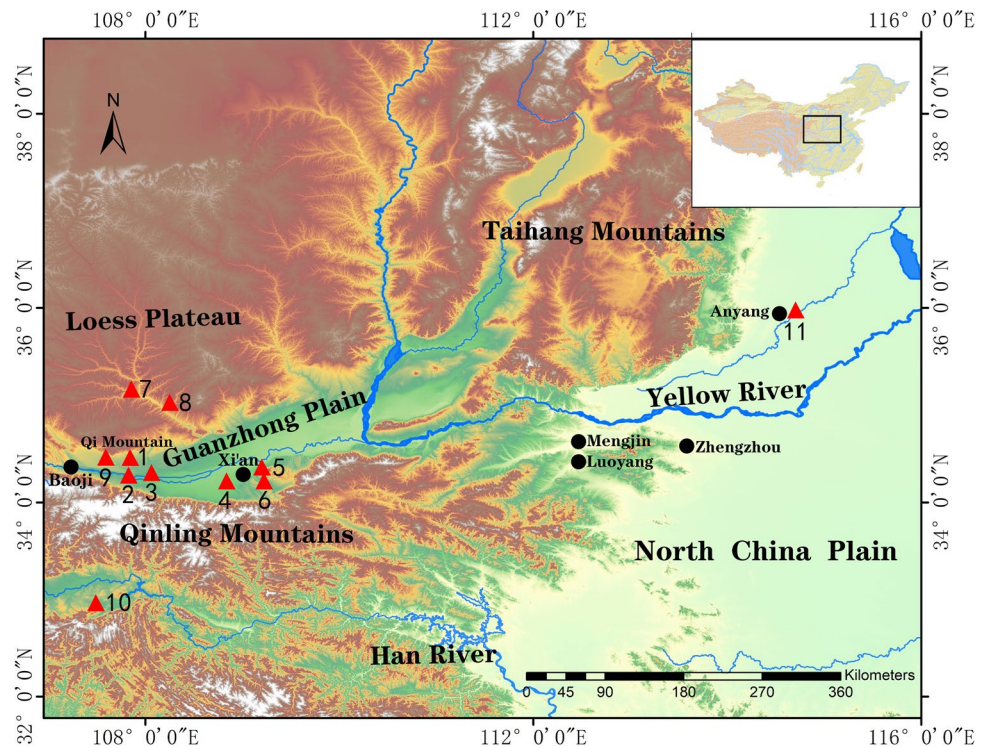 108° 0′ 0″E
112° 0′ 0″E
116° 0′ 0″E
38° 0′ 0″N
38° 0′ 0″N
N
Taihang Mountains
36° 0′ 0″N
36° 0′ 0″N
Loess Plateau
Anyang
11
7
8
Yellow River
Guanzhong Plain
Qi Mountain
Mengjin
Zhengzhou
1
Xi'an
5
Luoyang
9
Baoji
2
3
4
6
34° 0′ 0″N
34° 0′ 0″N
Qinling Mountains
North China Plain
10
Han River
Kilometers
0 45 90 180 270 360
32° 0′ 0″N
32° 0′ 0″N
108° 0′ 0″E
112° 0′ 0″E
116° 0′ 0″E